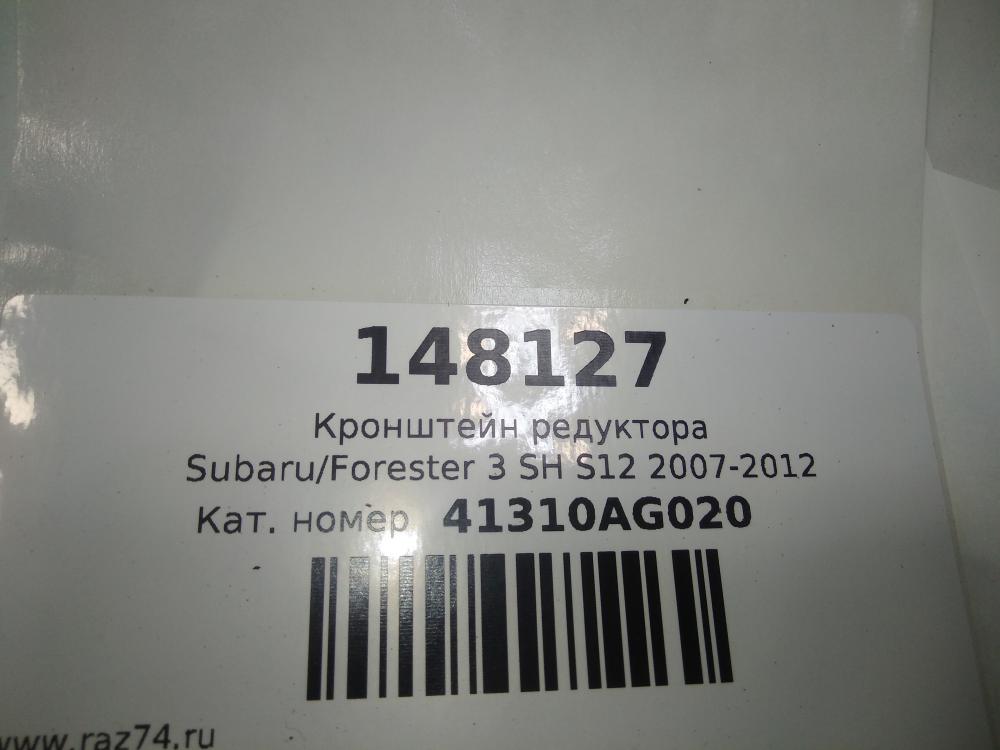 148127
Кронштейн редуктора
Subaru/Forester 3 SH S12 2007-2012
Кат. номер 41310AG020
www.raz74.ru